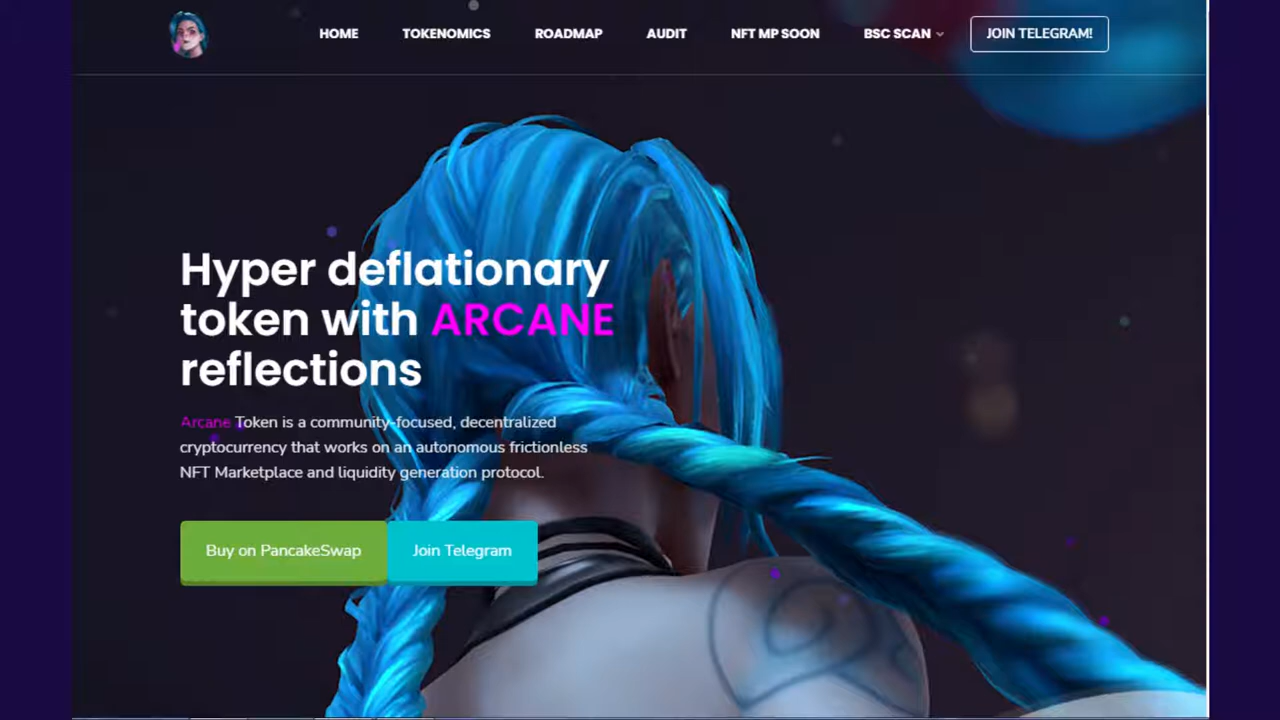 HOME TOKENOMICS ROADMAP AUDIT NFT MP SOON BSC SCAN JOIN TELEGRAM!
Hyper deflationary
token with ARCANE
reflections
Arcane Token is a community-focused, decentralized
cryptocurrency that works on an autonomous frictionless
NFT Marketplace and liquidity generation protocol.
Buy on PancakeSwap Join Telegram